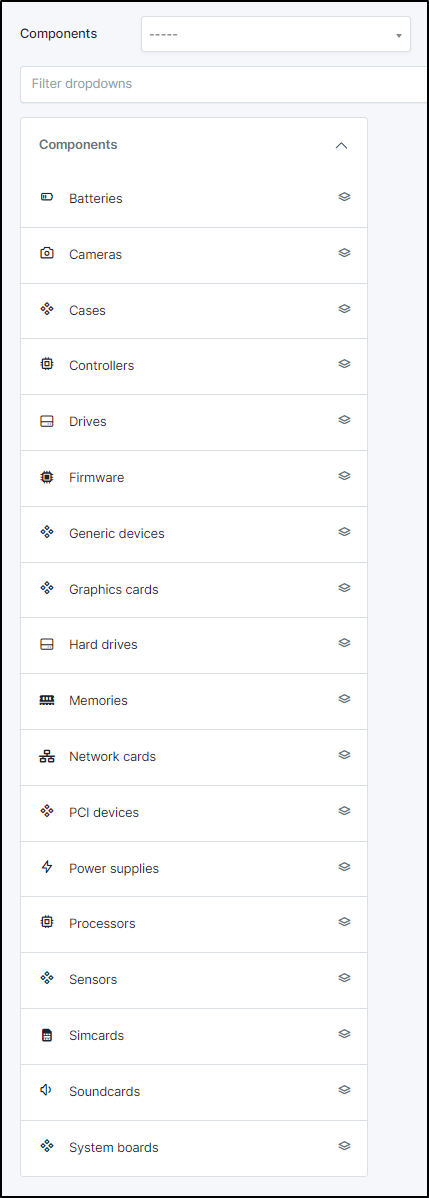 Components
-----
Filter dropdowns
Components
Batteries
Cameras
Cases
Controllers
Drives
Firmware
Generic devices
Graphics cards
Hard drives
Memories
Network cards
PCI devices
Power supplies
Processors
Sensors
Simcards
Soundcards
System boards